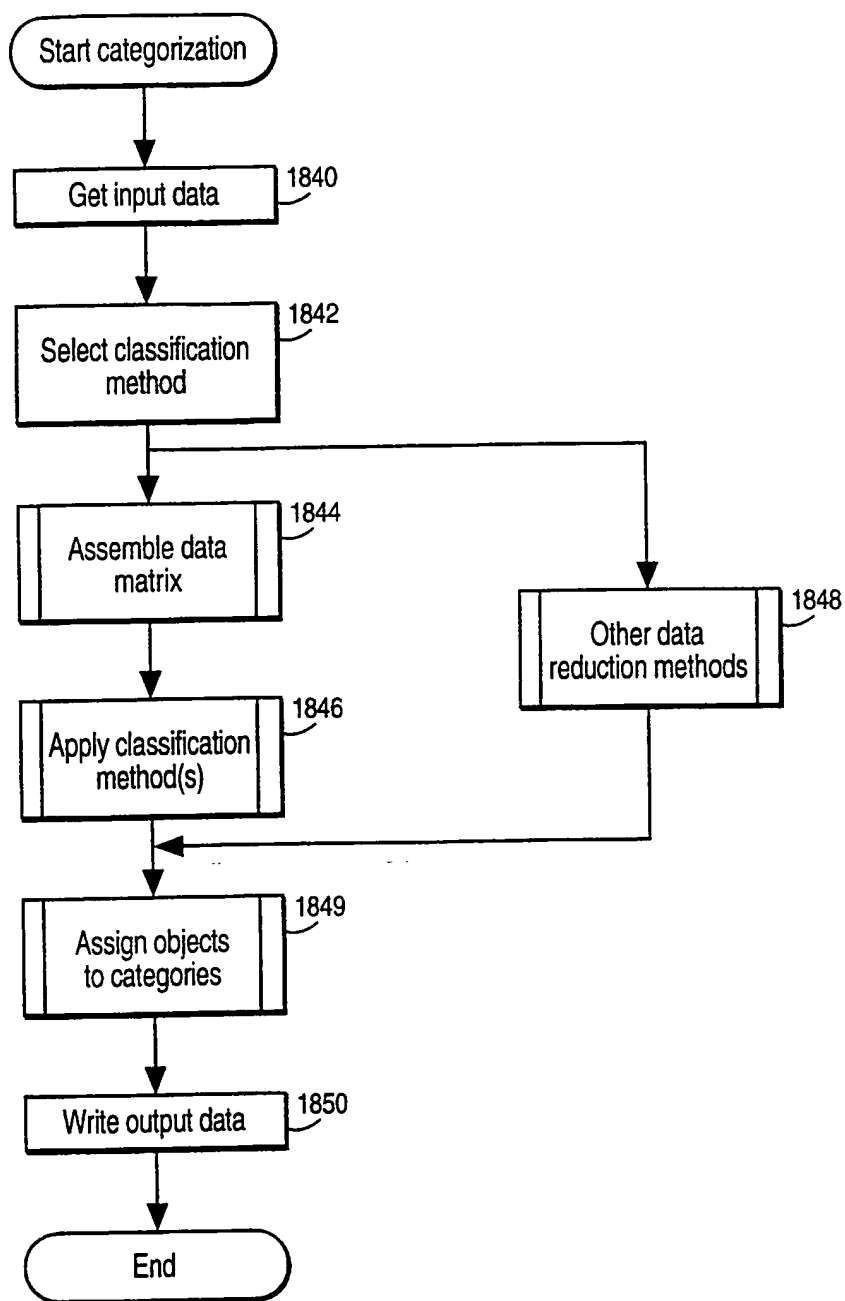 Start categorization
Get input data
1840
Select classification
method
1842
Assemble data
matrix
1844
Other data
reduction methods
1848
Apply classification
method(s)
1846
Assign objects
to categories
1849
Write output data
1850
End